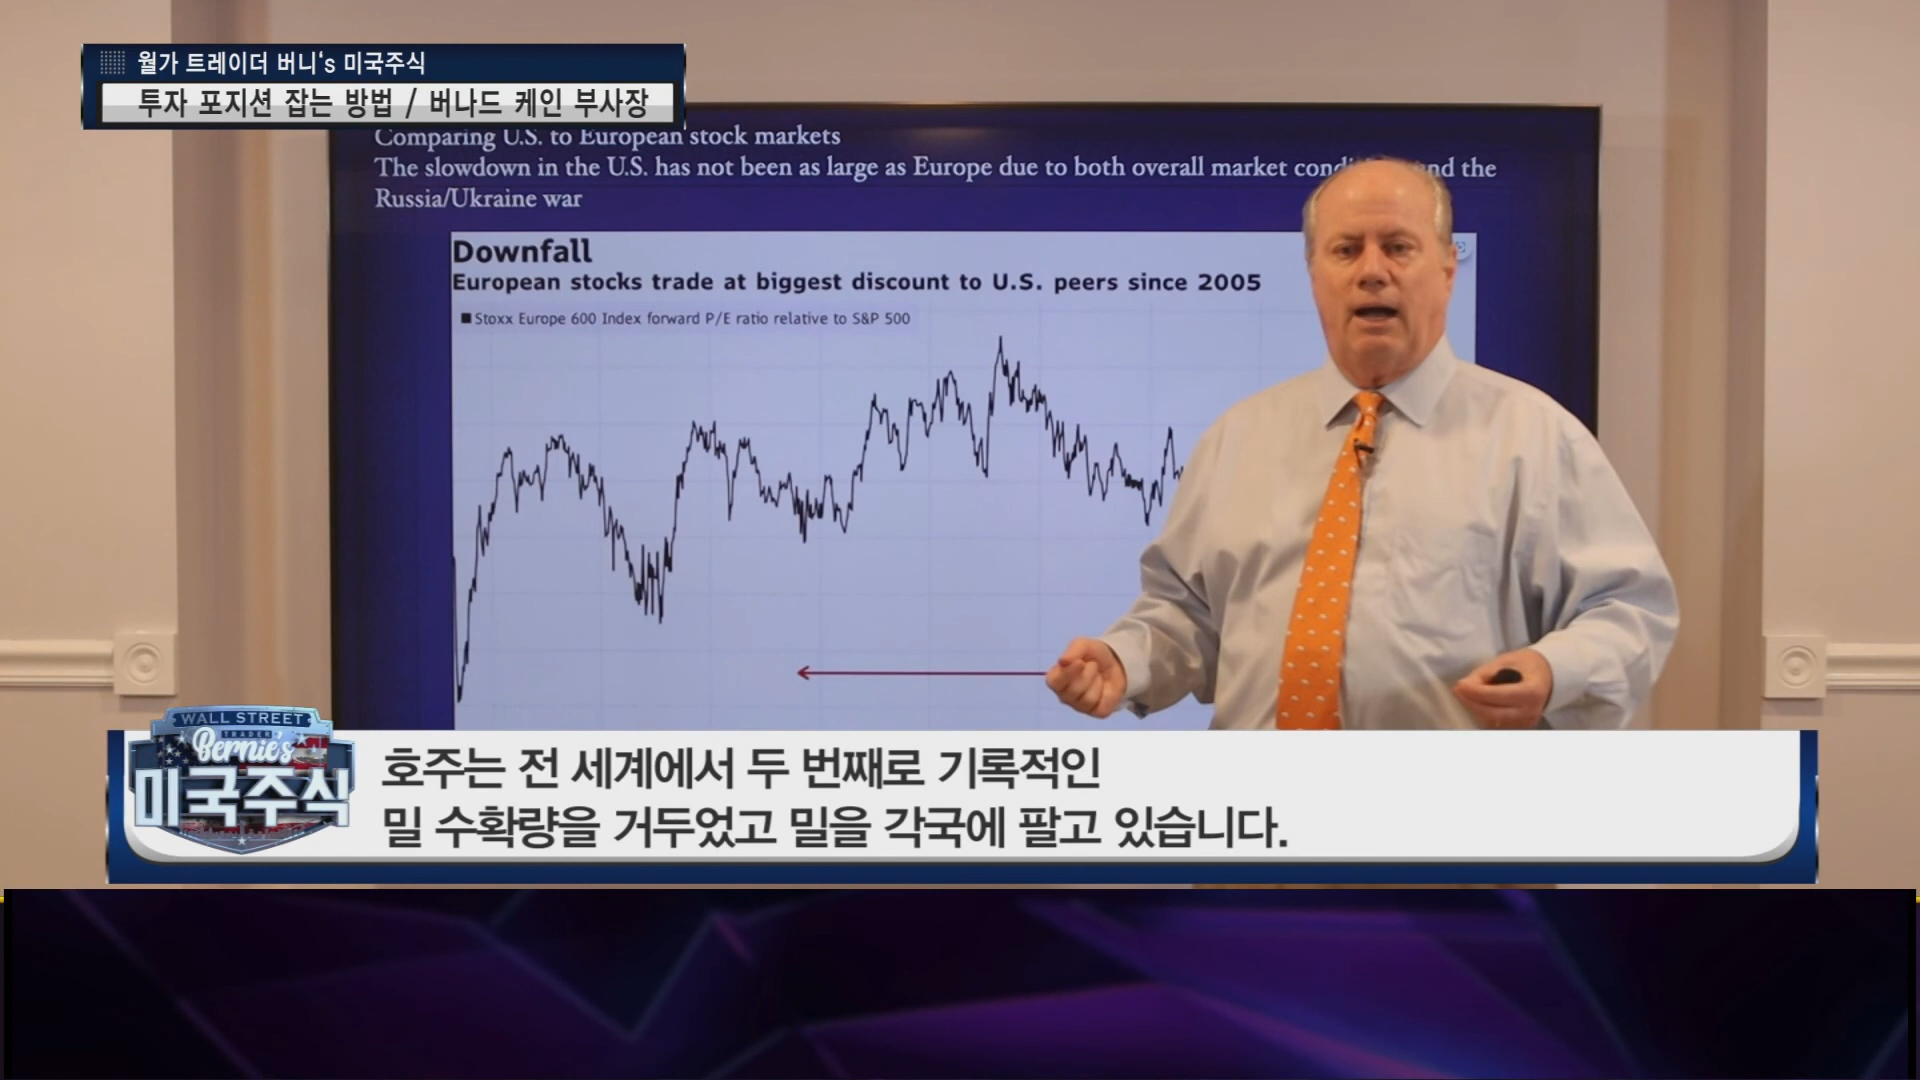 월가 트레이더 버니's 미국주식
투자 포지션 잡는 방법 / 버나드 케인 부사장
Comparing U.S. to European stock markets
The slowdown in the U.S. has not been as large as Europe due to both overall market con nd the
Russia/Ukraine war
Downfall
European stocks trade at biggest discount to U.S. peers since 2005
Stoxx Europe 600 Index forward P/E ratio relative to S&P 500
WALL STREET
TRADER
Bernie's
미국주식
호주는 전 세계에서 두 번째로 기록적인
밀 수확량을 거두었고 밀을 각국에 팔고 있습니다.